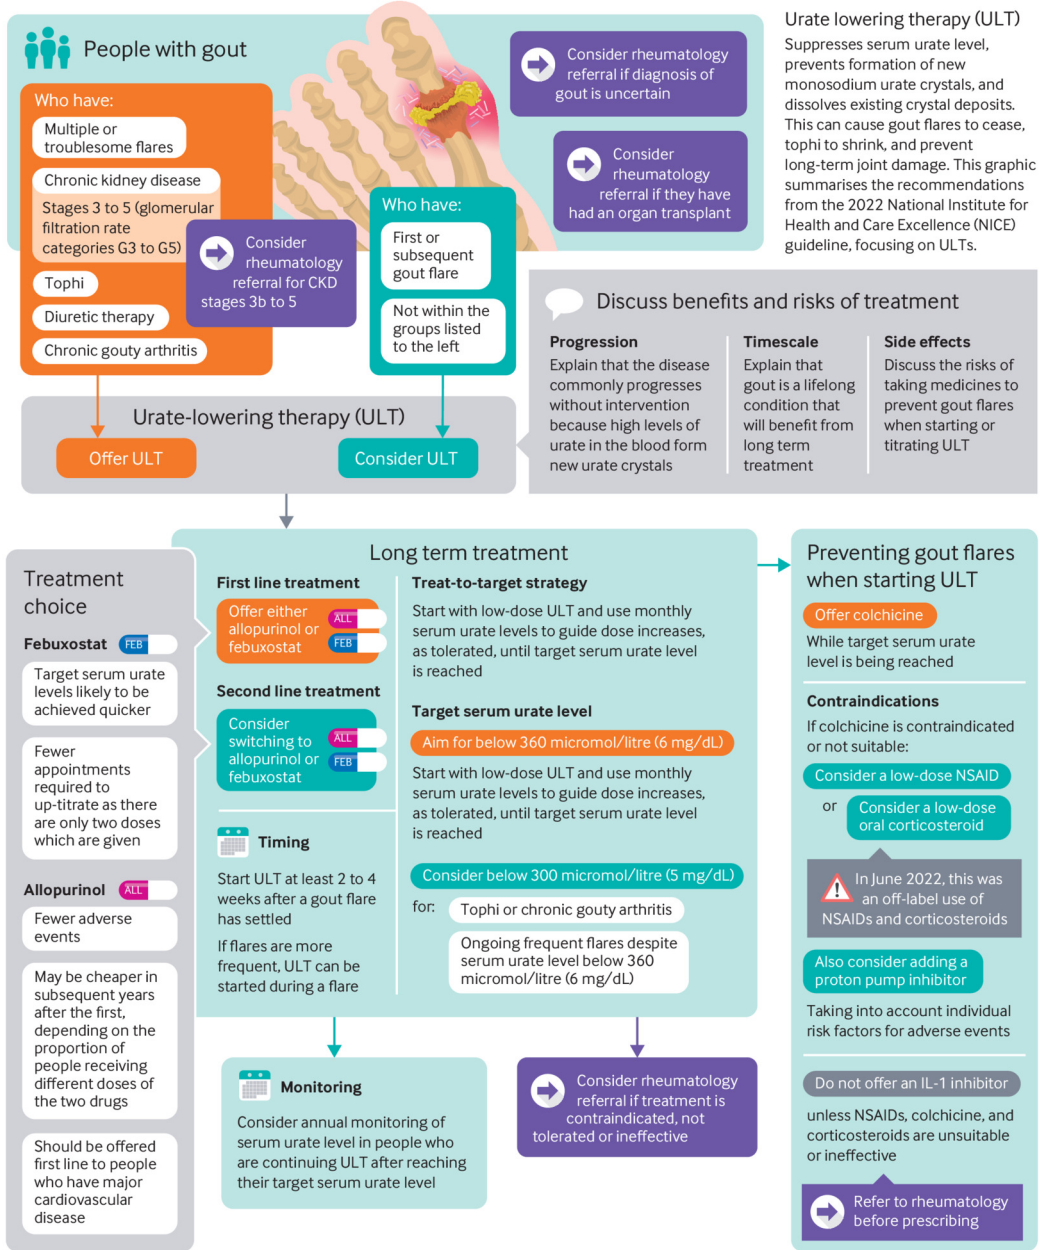 People with gout
Who have:
Multiple or
troublesome flares
Chronic kidney disease
Stages 3 to 5 (glomerular
filtration rate
categories G3 to G5)
Tophi
Diuretic therapy
Chronic gouty arthritis
Consider
rheumatology
referral for CKD
stages 3b to 5
Who have:
First or
subsequent
gout flare
Not within the
groups listed
to the left
Consider rheumatology
referral if diagnosis of
gout is uncertain
Consider
rheumatology
referral if they have
had an organ transplant
Urate lowering therapy (ULT)
Suppresses serum urate level,
prevents formation of new
monosodium urate crystals, and
dissolves existing crystal deposits.
This can cause gout flares to cease,
tophi to shrink, and prevent
long-term joint damage. This graphic
summarises the recommendations
from the 2022 National Institute for
Health and Care Excellence (NICE)
guideline, focusing on ULTs.
Urate-lowering therapy (ULT)
Offer ULT
Consider ULT
Discuss benefits and risks of treatment
Progression
Explain that the disease
commonly progresses
without intervention
because high levels of
urate in the blood form
new urate crystals
Timescale
Explain that
gout is a lifelong
condition that
will benefit from
long term
treatment
Side effects
Discuss the risks of
taking medicines to
prevent gout flares
when starting or
titrating ULT
Treatment
choice
Febuxostat FEB
Target serum urate
levels likely to be
achieved quicker
Fewer
appointments
required to
up-titrate as there
are only two doses
which are given
Allopurinol ALL
Fewer adverse
events
May be cheaper in
subsequent years
after the first,
depending on the
proportion of
people receiving
different doses of
the two drugs
Should be offered
first line to people
who have major
cardiovascular
disease
Long term treatment
First line treatment
Offer either
allopurinol or
febuxostat
ALL
FEB
Second line treatment
Consider
switching to
allopurinol or
febuxostat
ALL
FEB
Timing
Start ULT at least 2 to 4
weeks after a gout flare
has settled
If flares are more
frequent, ULT can be
started during a flare
Treat-to-target strategy
Start with low-dose ULT and use monthly
serum urate levels to guide dose increases,
as tolerated, until target serum urate level
is reached
Target serum urate level
Aim for below 360 micromol/litre (6 mg/dL)
Start with low-dose ULT and use monthly
serum urate levels to guide dose increases,
as tolerated, until target serum urate level
is reached
Consider below 300 micromol/litre (5 mg/dL)
for:
Tophi or chronic gouty arthritis
Ongoing frequent flares despite
serum urate level below 360
micromol/litre (6 mg/dL)
Monitoring
Consider annual monitoring of
serum urate level in people who
are continuing ULT after reaching
their target serum urate level
Consider rheumatology
referral if treatment is
contraindicated, not
tolerated or ineffective
Preventing gout flares
when starting ULT
Offer colchicine
While target serum urate
level is being reached
Contraindications
If colchicine is contraindicated
or not suitable:
Consider a low-dose NSAID
or
Consider a low-dose
oral corticosteroid
In June 2022, this was
an off-label use of
NSAIDs and corticosteroids
Also consider adding a
proton pump inhibitor
Taking into account individual
risk factors for adverse events
Do not offer an IL-1 inhibitor
unless NSAIDs, colchicine, and
corticosteroids are unsuitable
or ineffective
Refer to rheumatology
before prescribing